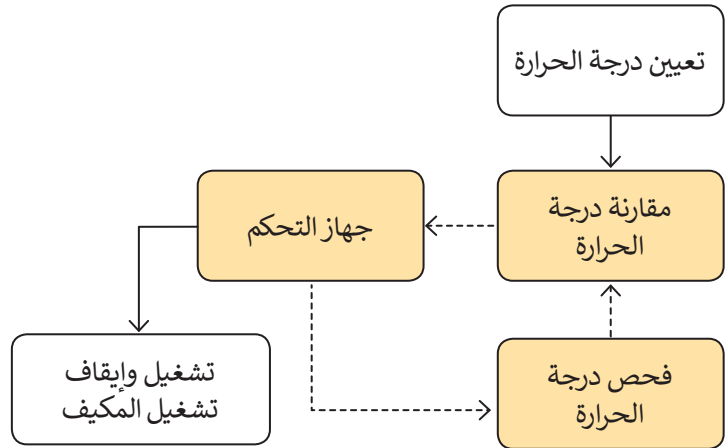 تعيين درجة الحرارة
مقارنة درجة
الحرارة
جهاز التحكم
تشغيل وإيقاف
تشغيل المكيف
فحص درجة
الحرارة